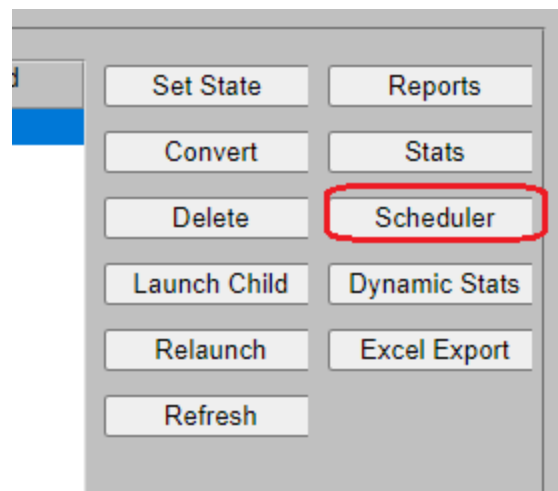 Set State
Reports
Convert
Stats
Delete
Scheduler
Launch Child
Dynamic Stats
Relaunch
Excel Export
Refresh